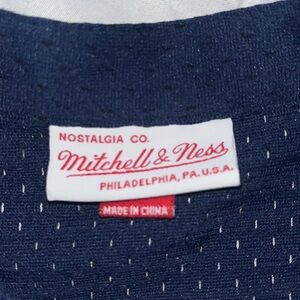 NOSTALGIA CO.
Mitchell & Ness
PHILADELPHIA, PA. U.S.A.
MADE IN CHINA